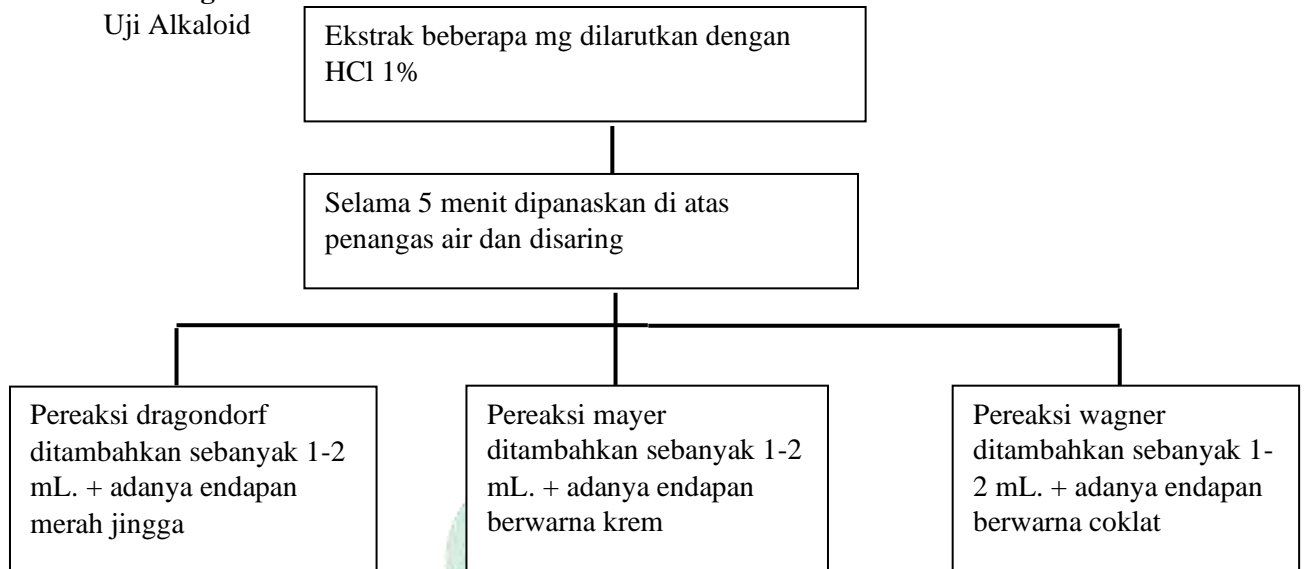 Uji Alkaloid
Ekstrak beberapa mg dilarutkan dengan
HCl 1%
Selama 5 menit dipanaskan di atas
penangas air dan disaring
Pereaksi dragondorf
ditambahkan sebanyak 1-2
mL. + adanya endapan
merah jingga
Pereaksi mayer
ditambahkan sebanyak 1-2
mL. + adanya endapan
berwarna krem
Pereaksi wagner
ditambahkan sebanyak 1-
2 mL. + adanya endapan
berwarna coklat